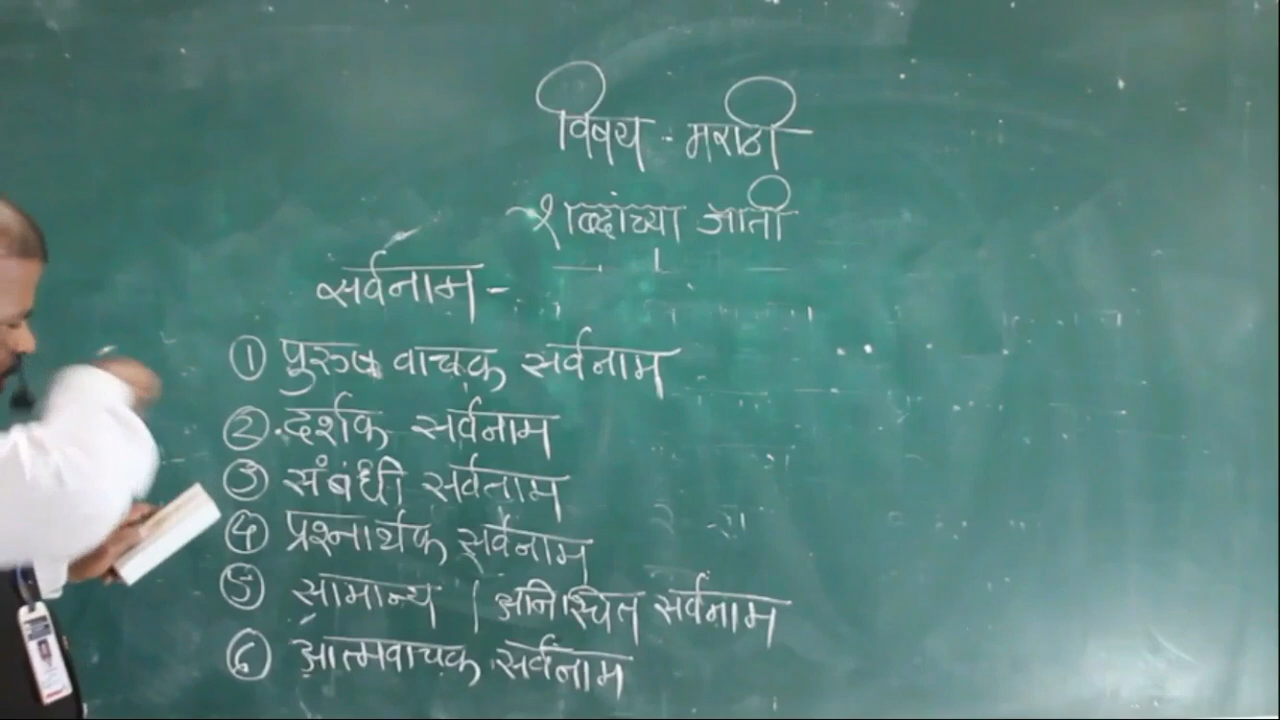 विषय - मराठी
शब्दांच्या जाती
सर्वनाम -
① पुरुष वाचक सर्वनाम
② दर्शक सर्वनाम
③ संबंधी सर्वनाम
④ प्रश्नार्थक सर्वनाम
⑤ सामान्य | अनिश्चित सर्वनाम
⑥ आत्मवाचक सर्वनाम